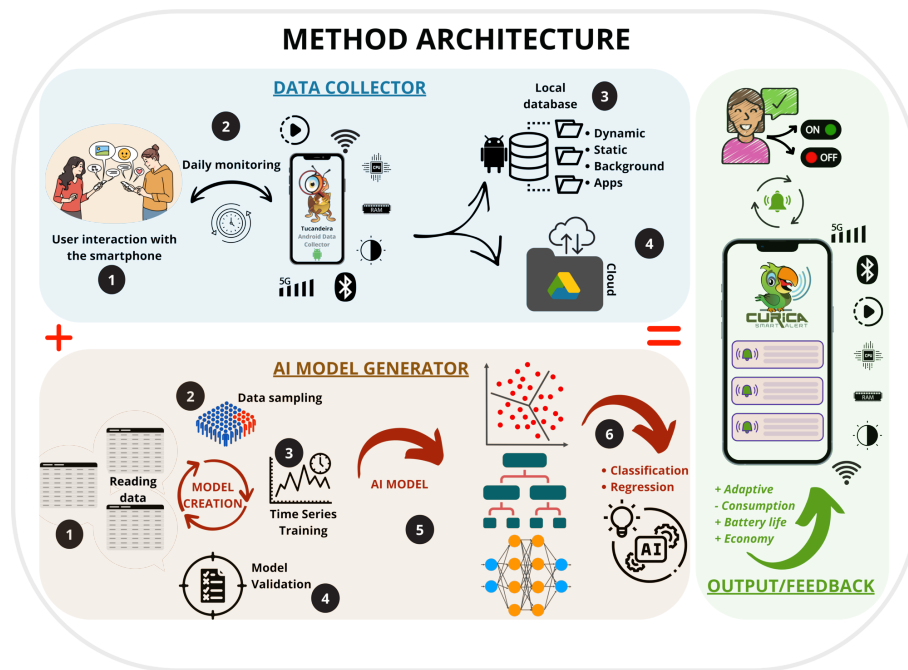 METHOD ARCHITECTURE
DATA COLLECTOR
2
Daily monitoring
User interaction with
the smartphone
1
Tucandeira
Android Data
Collector
CPU
RAM
5G
Local
database
3
• Dynamic
• Static
• Background
• Apps
4
Cloud
+
=
AI MODEL GENERATOR
2
Data sampling
Reading
data
1
MODEL
CREATION
3
Time Series
Training
Model
Validation
4
AI MODEL
5
6
• Classification
• Regression
AI
ON
OFF
5G
CURICA
SMART ALERT
CPU
RAM
+ Adaptive
- Consumption
+ Battery life
+ Economy
OUTPUT/FEEDBACK